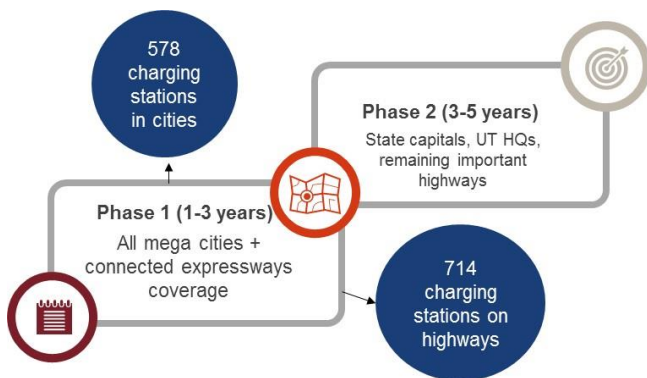 578
charging
stations
in cities
Phase 2 (3-5 years)
State capitals, UT HQs,
remaining important
highways
Phase 1 (1-3 years)
All mega cities +
connected expressways
coverage
714
charging
stations on
highways